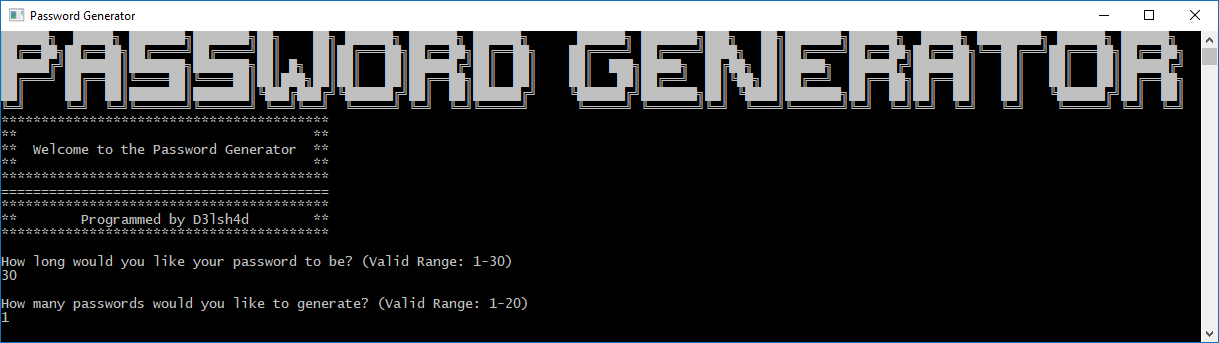 Password Generator
PASSWORD GENERATOR
*****************************************
**                                     **
**  Welcome to the Password Generator  **
**                                     **
*****************************************
=========================================
*****************************************
**        Programmed by D3lsh4d        **
*****************************************
How long would you like your password to be? (Valid Range: 1-30)
30
How many passwords would you like to generate? (Valid Range: 1-20)
1